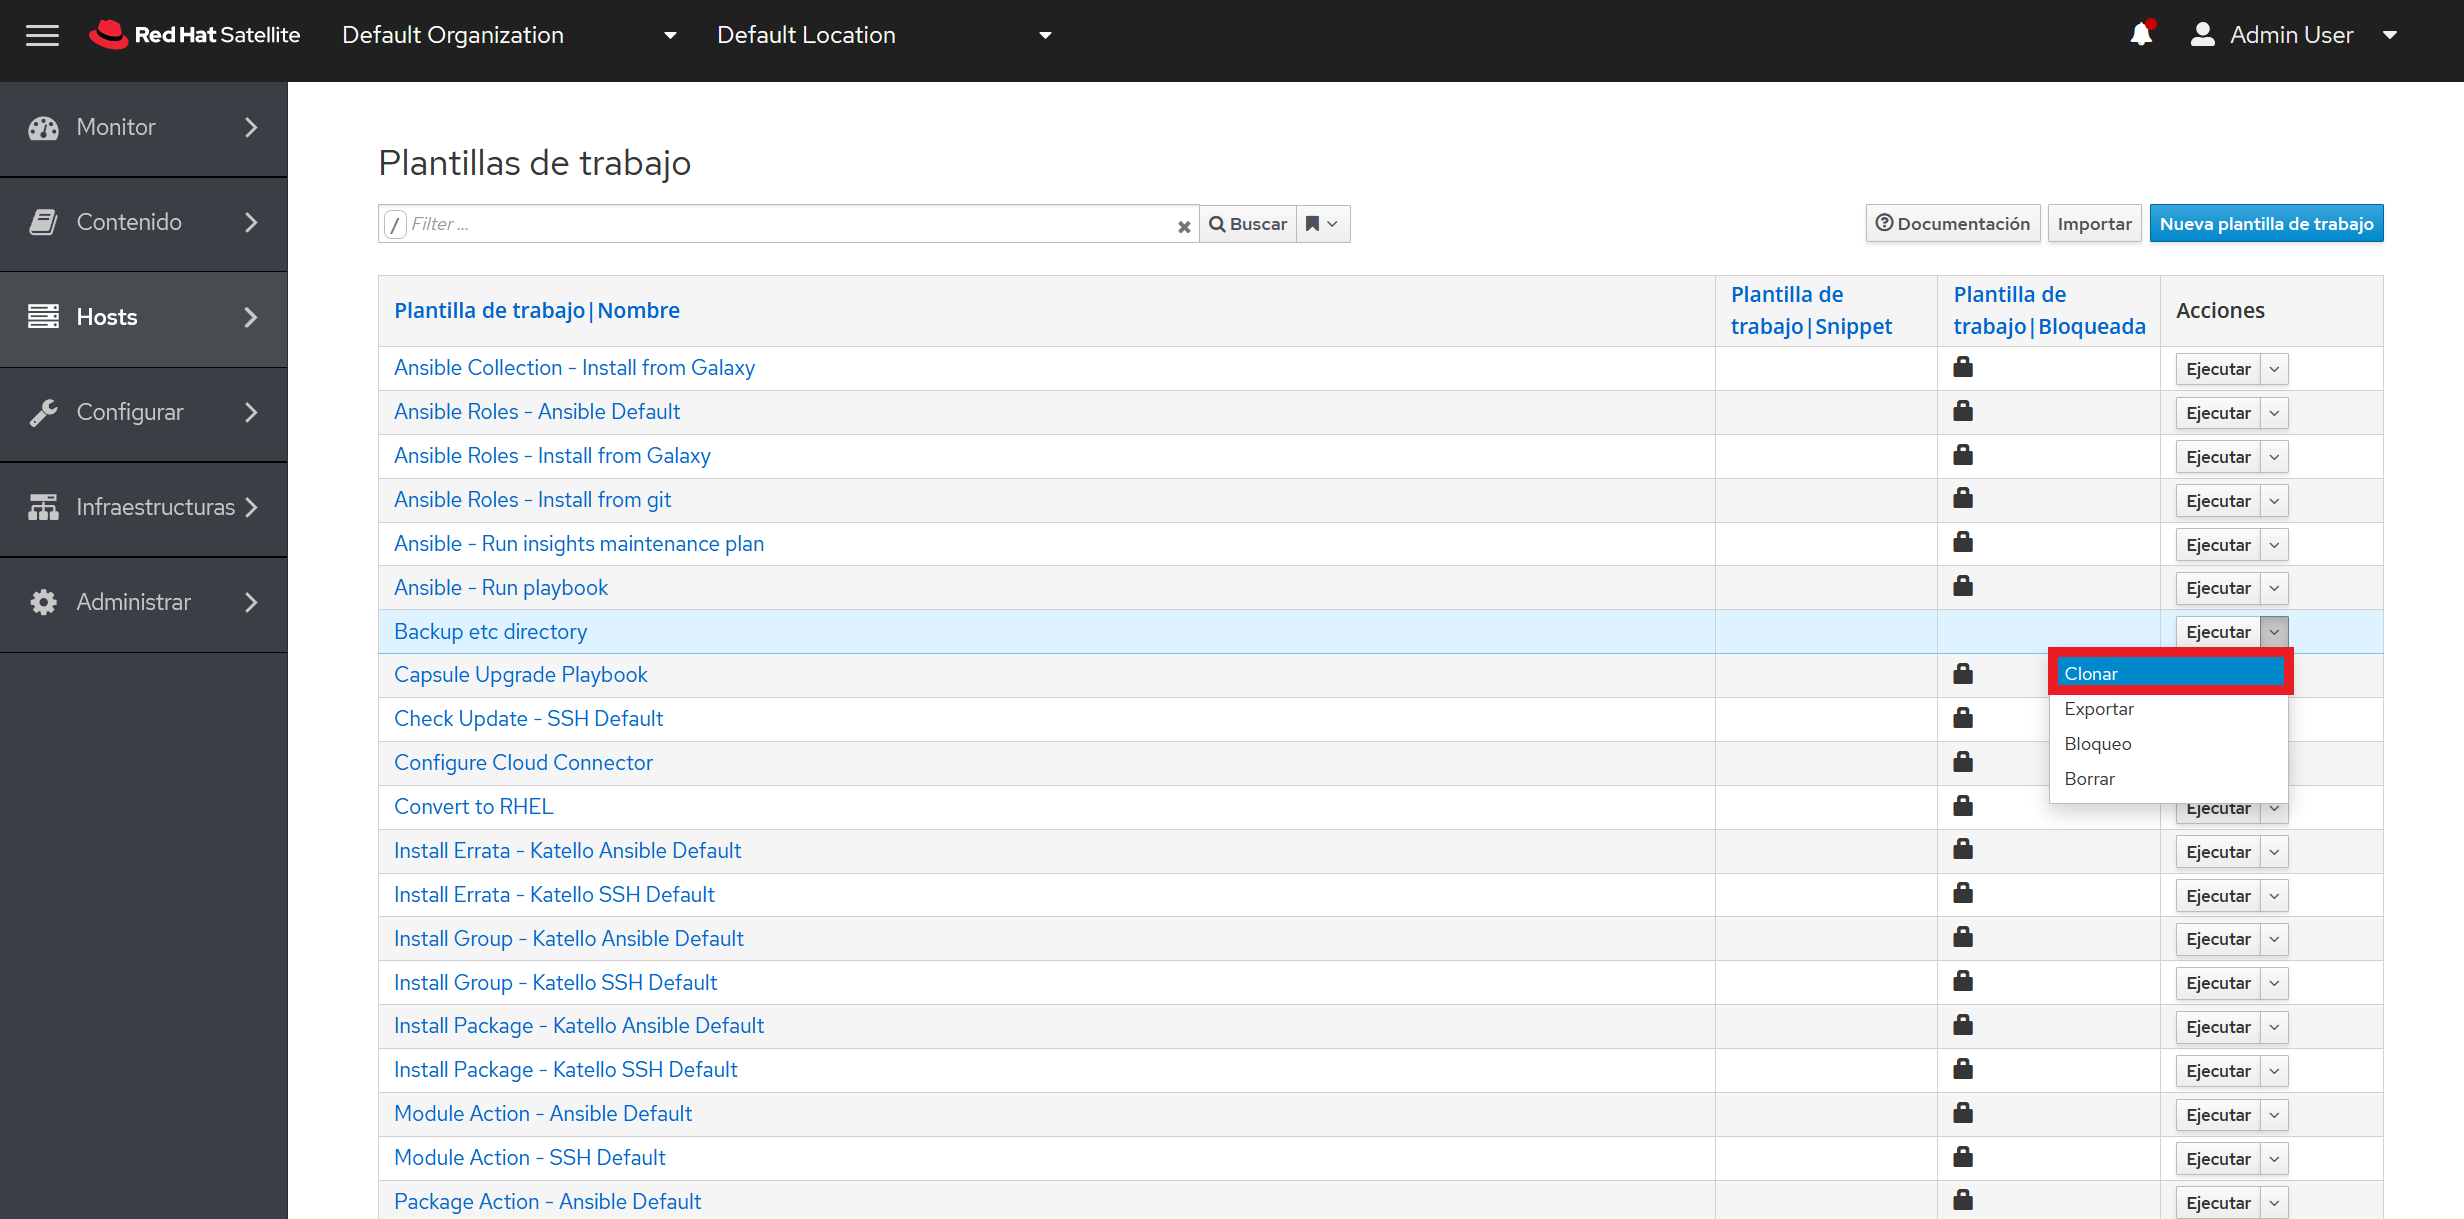 Red Hat Satellite Default Organization Default Location Admin User
Monitor
Contenido
Hosts
Configurar
Infraestructuras
Administrar
Plantillas de trabajo
/ Filter ... Buscar Documentación Importar Nueva plantilla de trabajo
Plantilla de trabajo|Nombre Plantilla de trabajo|Snippet Plantilla de trabajo|Bloqueada Acciones
Ansible Collection - Install from Galaxy Ejecutar
Ansible Roles - Ansible Default Ejecutar
Ansible Roles - Install from Galaxy Ejecutar
Ansible Roles - Install from git Ejecutar
Ansible - Run insights maintenance plan Ejecutar
Ansible - Run playbook Ejecutar
Backup etc directory Ejecutar
Clonar
Exportar
Bloqueo
Borrar
Capsule Upgrade Playbook
Check Update - SSH Default
Configure Cloud Connector
Convert to RHEL Ejecutar
Install Errata - Katello Ansible Default Ejecutar
Install Errata - Katello SSH Default Ejecutar
Install Group - Katello Ansible Default Ejecutar
Install Group - Katello SSH Default Ejecutar
Install Package - Katello Ansible Default Ejecutar
Install Package - Katello SSH Default Ejecutar
Module Action - Ansible Default Ejecutar
Module Action - SSH Default Ejecutar
Package Action - Ansible Default Ejecutar